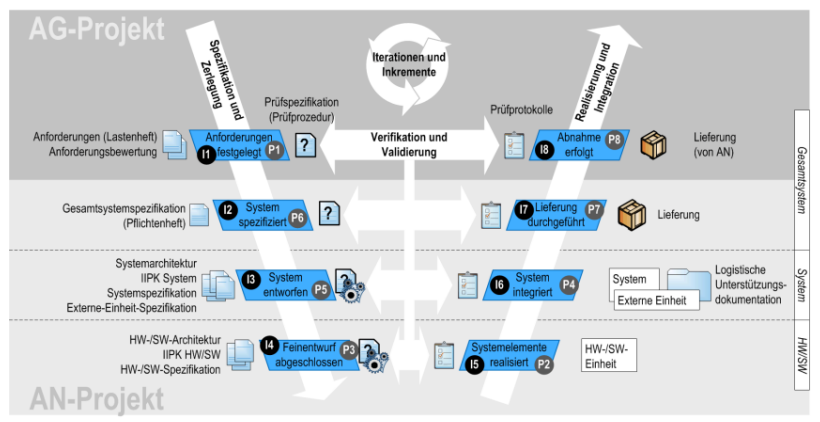 AG-Projekt
Spezifikation und
Zerlegung
Iterationen und
Inkremente
Realisierung und
Integration
Prüfspezifikation
(Prüfprozedur)
Prüfprotokolle
Anforderungen (Lastenheft)
Anforderungsbewertung
I1
Anforderungen
festgelegt
P1
?
Verifikation und
Validierung
I8
Abnahme
erfolgt
P8
Lieferung
(von AN)
Gesamtsystem
Gesamtsystemspezifikation
(Pflichtenheft)
I2
System
spezifiziert
P6
?
I7
Lieferung
durchgeführt
P7
Lieferung
Systemarchitektur
IIPK System
Systemspezifikation
Externe-Einheit-Spezifikation
I3
System
entworfen
P5
?
I6
System
integriert
P4
System
Externe Einheit
Logistische
Unterstützungs-
dokumentation
System
HW-/SW-Architektur
IIPK HW/SW
HW-/SW-Spezifikation
I4
Feinentwurf
abgeschlossen
P3
?
I5
Systemelemente
realisiert
P2
HW-/SW-
Einheit
HW/SW
AN-Projekt